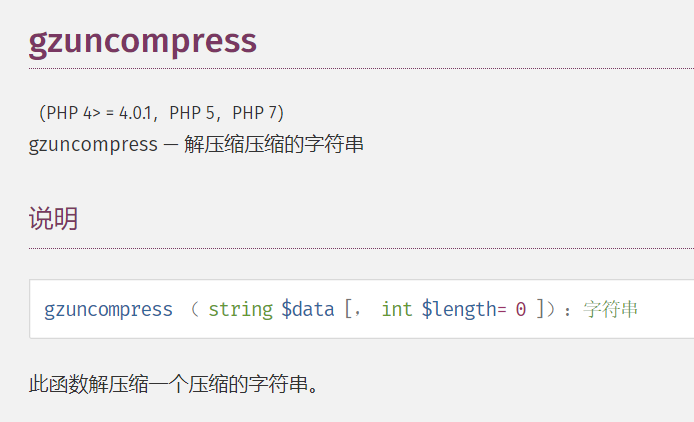 gzuncompress
（PHP 4> = 4.0.1，PHP 5，PHP 7）
gzuncompress — 解压缩压缩的字符串
说明
gzuncompress （ string $data [， int $length= 0 ]）：字符串
此函数解压缩一个压缩的字符串。